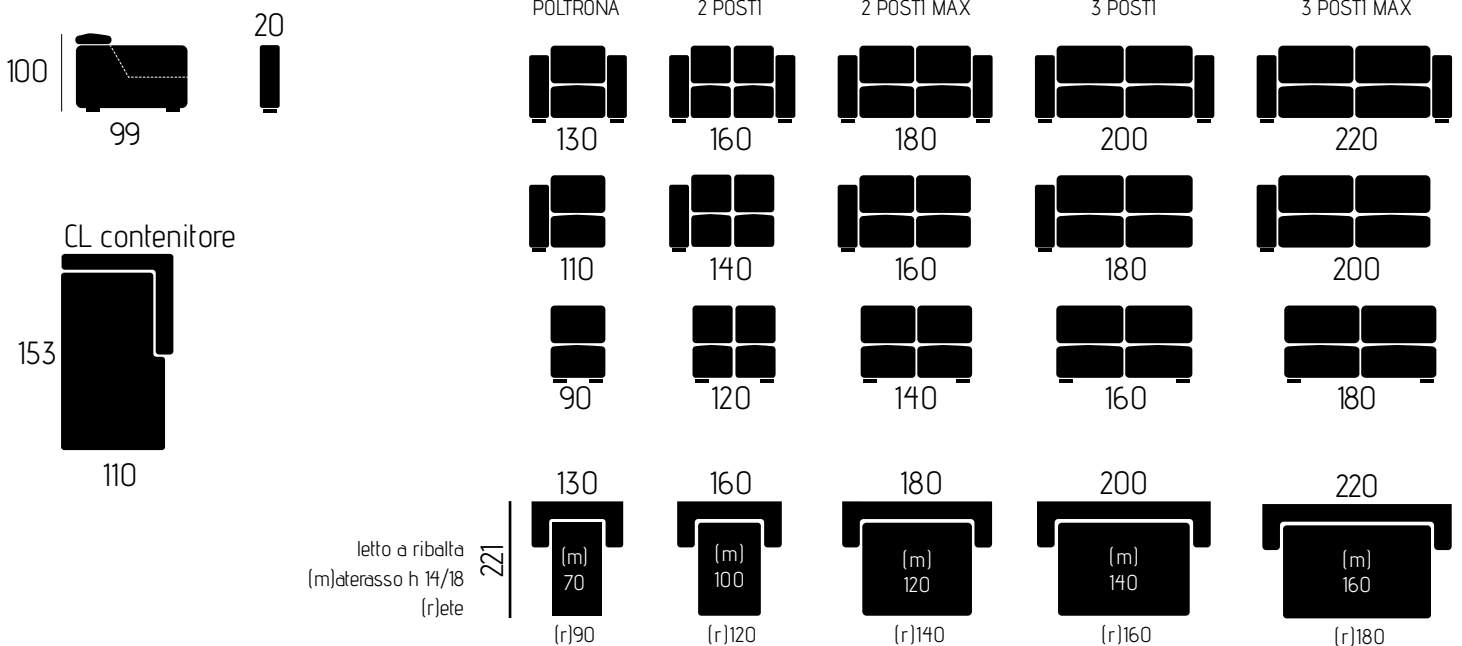 POLTRONA 2 POSTI 2 POSTI MAX 3 POSTI 3 POSTI MAX
20
100
99
130 160 180 200 220
CL contenitore
110 140 160 180 200
153
90 120 140 160 180
110
130 160 180 200 220
letto a ribalta
(m)aterasso h 14/18
(r)ete
221
(m) (m) (m) (m) (m)
70 100 120 140 160
(r)90 (r)120 (r)140 (r)160 (r)180